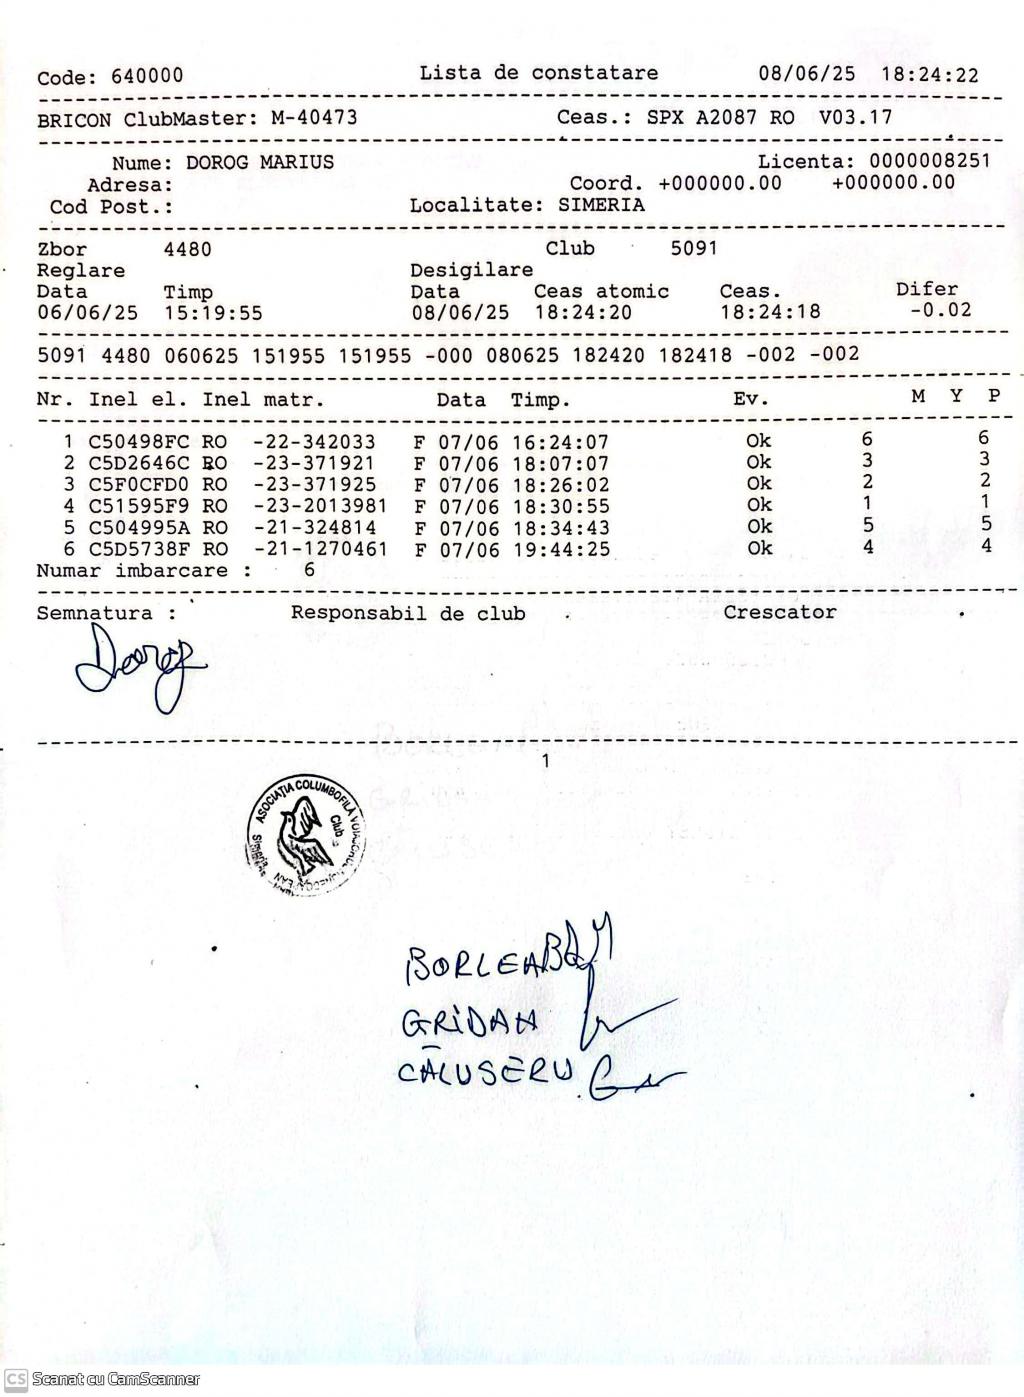 Code: 640000 Lista de constatare 08/06/25 18:24:22
BRICON ClubMaster: M-40473 Ceas.: SPX A2087 RO V03.17
Nume: DOROG MARIUS Licenta: 0000008251
Adresa: Coord. +000000.00 +000000.00
Cod Post.: Localitate: SIMERIA
Zbor 4480 Club 5091
Reglare Desigilare
Data Timp Data Ceas atomic Ceas. Difer
06/06/25 15:19:55 08/06/25 18:24:20 18:24:18 -0.02
5091 4480 060625 151955 151955 -000 080625 182420 182418 -002 -002
Nr. Inel el. Inel matr. Data Timp. Ev. M Y P
1 C50498FC RO -22-342033 F 07/06 16:24:07 Ok 6 6
2 C5D2646C RO -23-371921 F 07/06 18:07:07 Ok 3 3
3 C5F0CFD0 RO -23-371925 F 07/06 18:26:02 Ok 2 2
4 C51595F9 RO -23-2013981 F 07/06 18:30:55 Ok 1 1
5 C504995A RO -21-324814 F 07/06 18:34:43 Ok 5 5
6 C5D5738F RO -21-1270461 F 07/06 19:44:25 Ok 4 4
Numar imbarcare : 6
Semnatura : Responsabil de club Crescator
Dorog
1
ASOCIAȚIA COLUMBOFILĂ
Club
Simeria
BORLEA
GRIDAN
CĂLUSERU
CS Scanat cu CamScanner